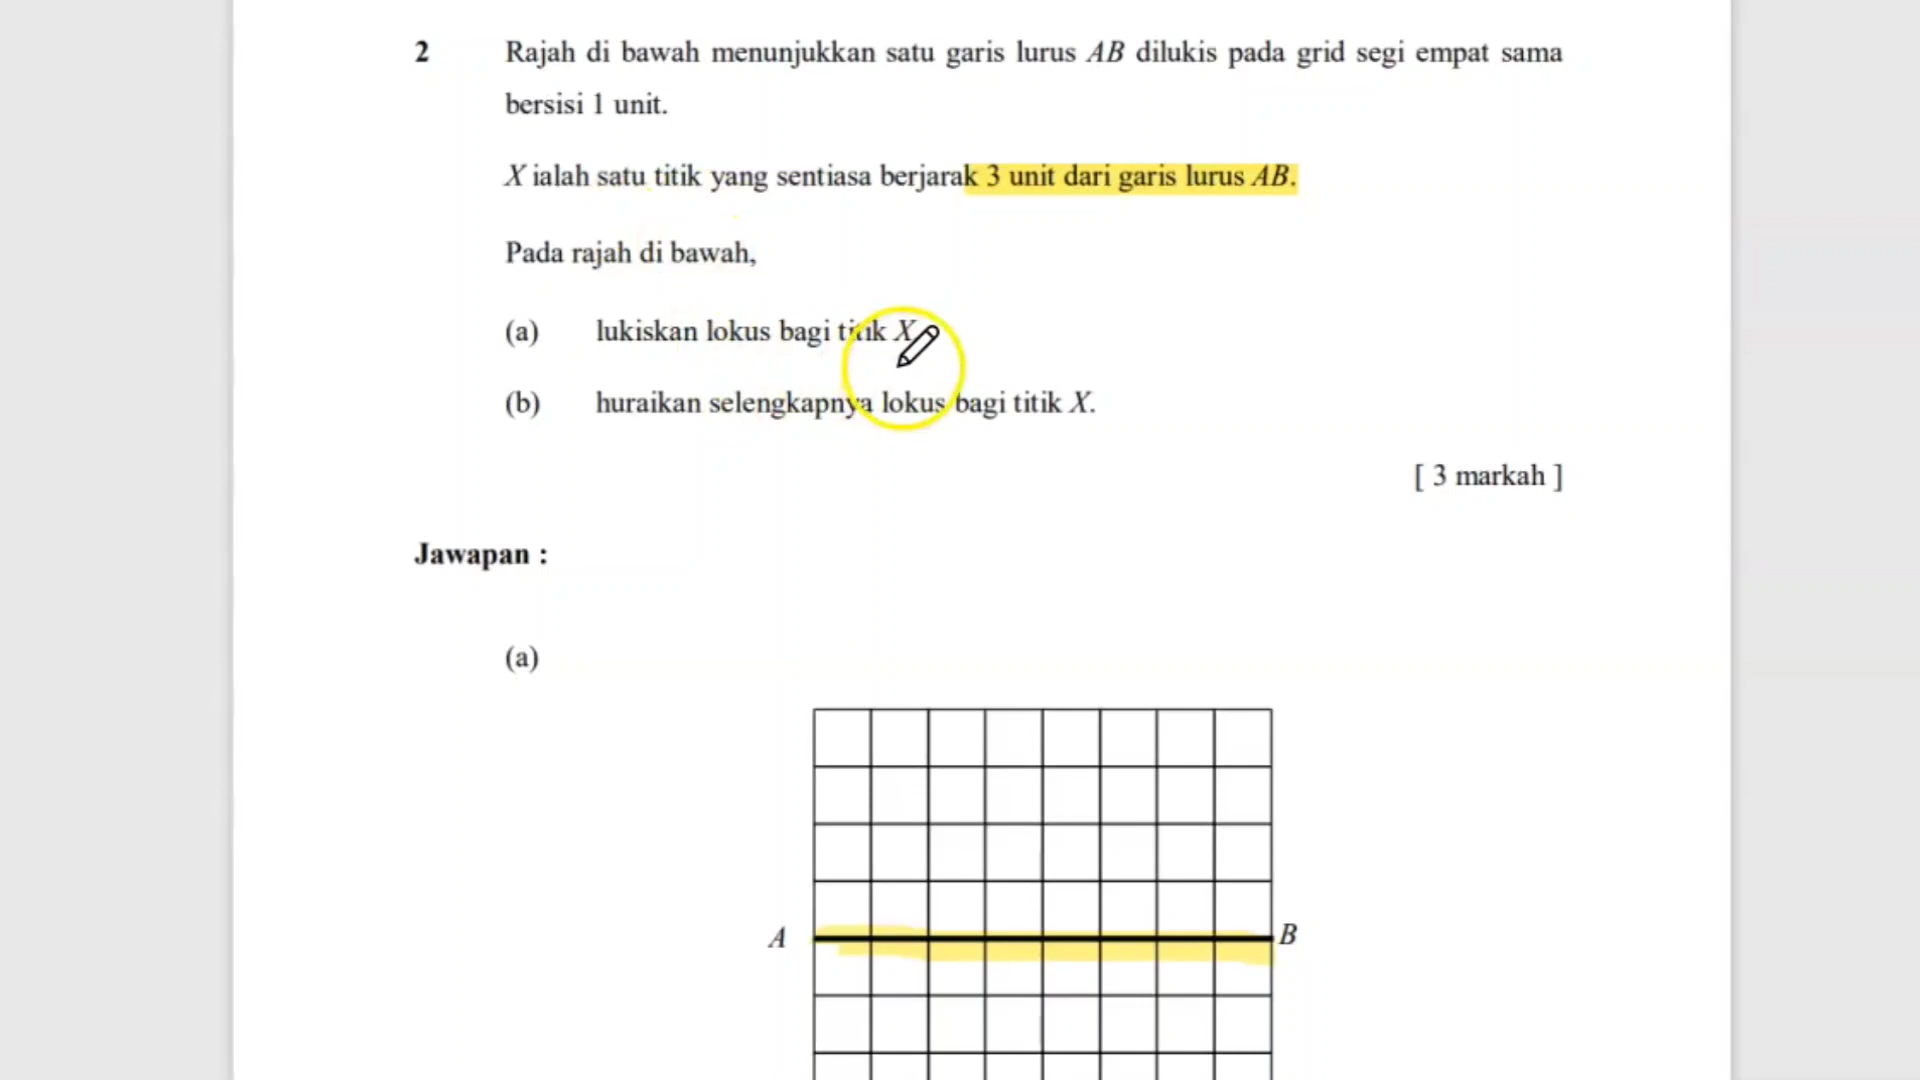 2 Rajah di bawah menunjukkan satu garis lurus AB dilukis pada grid segi empat sama
bersisi 1 unit.
X ialah satu titik yang sentiasa berjarak 3 unit dari garis lurus AB.
Pada rajah di bawah,
(a) lukiskan lokus bagi titik X
(b) huraikan selengkapnya lokus bagi titik X.
[ 3 markah ]
Jawapan :
(a)
A B